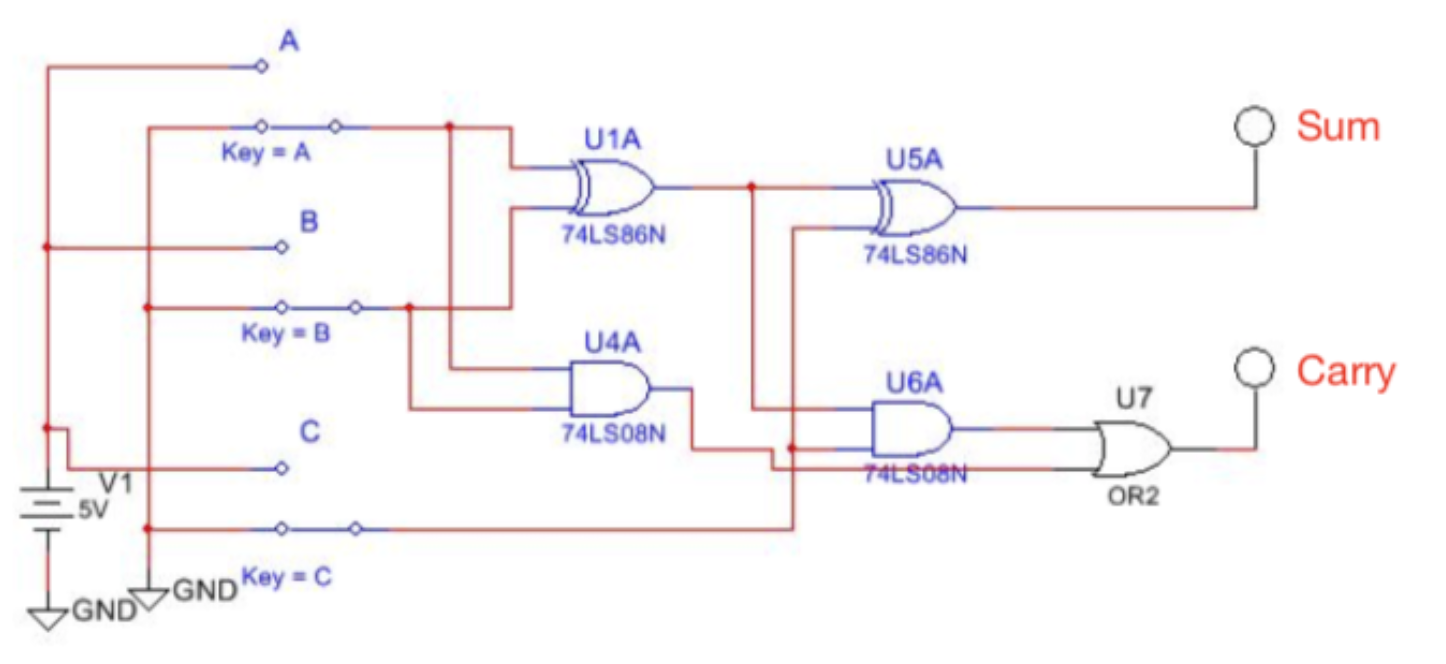 A
Key = A
B
Key = B
C
Key = C
V1
5V
GND
GND
U1A
74LS86N
U4A
74LS08N
U5A
74LS86N
U6A
74LS08N
U7
OR2
Sum
Carry